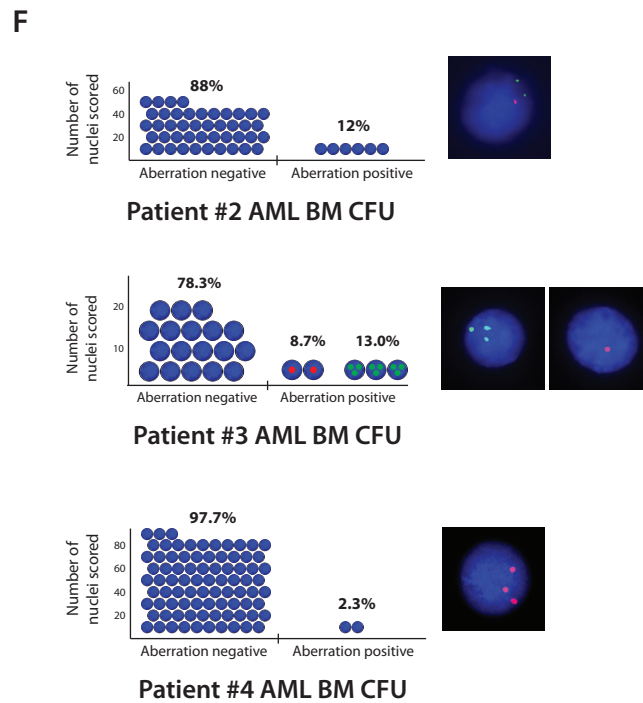 F
Number of
nuclei scored
60
40
20
88%
12%
Aberration negative
Aberration positive
Patient #2 AML BM CFU
Number of
nuclei scored
20
10
78.3%
8.7%
13.0%
Aberration negative
Aberration positive
Patient #3 AML BM CFU
Number of
nuclei scored
80
60
40
20
97.7%
2.3%
Aberration negative
Aberration positive
Patient #4 AML BM CFU